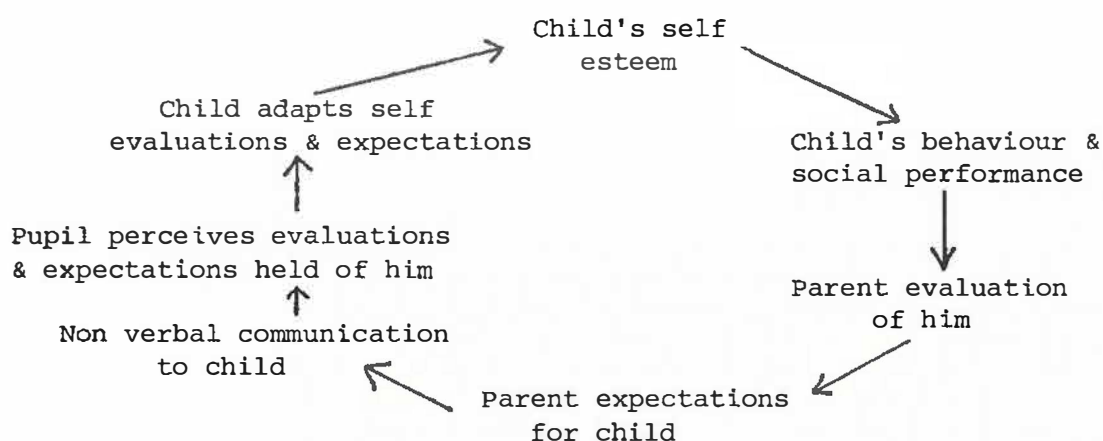 Child's self
esteem
Child adapts self
evaluations & expectations
Child's behaviour &
social performance
Pupil perceives evaluations
& expectations held of him
Parent evaluation
of him
Non verbal communication
to child
Parent expectations
for child